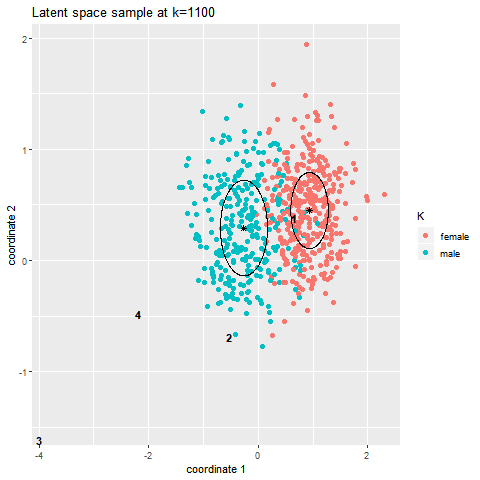 Latent space sample at k=1100
2
1
0
-1
-4
-2
0
2
coordinate 1
coordinate 2
1
2
3
4
K
female
male